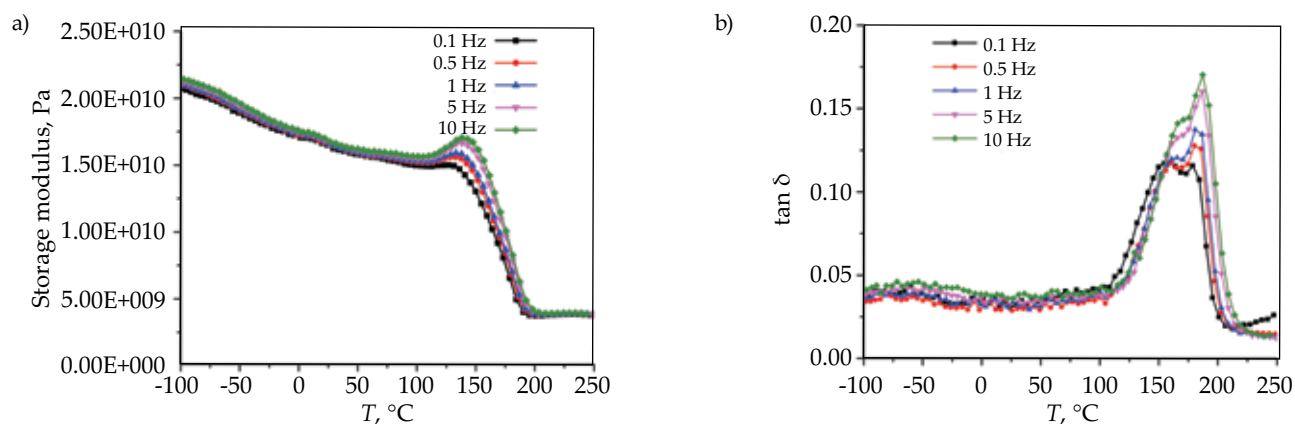 a)
2.50E+010
2.00E+010
1.50E+010
1.00E+010
5.00E+009
0.00E+000
Storage modulus, Pa
0.1 Hz
0.5 Hz
1 Hz
5 Hz
10 Hz
-100 -50 0 50 100 150 200 250
T, °C
b)
0.20
0.15
0.10
0.05
0.00
tan δ
0.1 Hz
0.5 Hz
1 Hz
5 Hz
10 Hz
-100 -50 0 50 100 150 200 250
T, °C